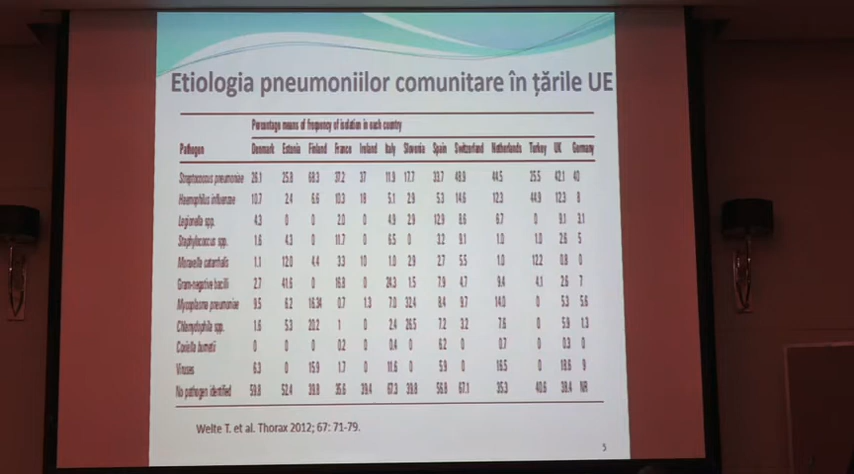 Etiologia pneumoniilor comunitare în țările UE
Percentage means of frequency of isolation in each country
Pathogen Denmark Estonia Finland France Ireland Italy Slovenia Spain Switzerland Netherlands Turkey UK Germany
Streptococcus pneumoniae 26.1 25.8 68.3 37.2 37 11.9 17.7 33.7 48.9 44.5 25.5 42.1 40
Haemophilus influenzae 10.7 2.4 6.6 10.3 18 5.1 2.9 5.3 14.6 12.3 44.9 12.3 8
Legionella spp. 4.3 0 0 2.0 0 4.9 2.9 12.9 8.6 6.7 0 9.1 3.1
Staphylococcus spp. 1.6 4.3 0 11.7 0 6.5 0 3.2 9.1 1.0 1.0 2.6 5
Moraxella catarrhalis 1.1 12.0 4.4 3.3 10 1.0 2.9 2.7 5.5 1.0 12.2 0.8 0
Gram-negative bacilli 2.7 41.6 0 16.8 0 24.3 1.5 7.9 4.7 9.4 4.1 2.6 7
Mycoplasma pneumoniae 9.5 6.2 16.34 0.7 1.3 7.0 32.4 8.4 9.7 14.0 0 5.3 5.6
Chlamydophila spp. 1.6 5.3 20.2 1 0 2.4 26.5 7.2 3.2 7.6 0 5.9 1.3
Coxiella burnetii 0 0 0 0.2 0 0.4 0 6.2 0 0.7 0 0.3 0
Viruses 6.3 0 15.9 1.7 0 11.6 0 5.9 0 16.5 0 19.6 9
No pathogen identified 59.8 52.4 39.8 35.6 39.4 67.3 39.8 56.8 67.1 35.3 40.6 39.4 NR
Welte T. et al. Thorax 2012; 67: 71-79.
5